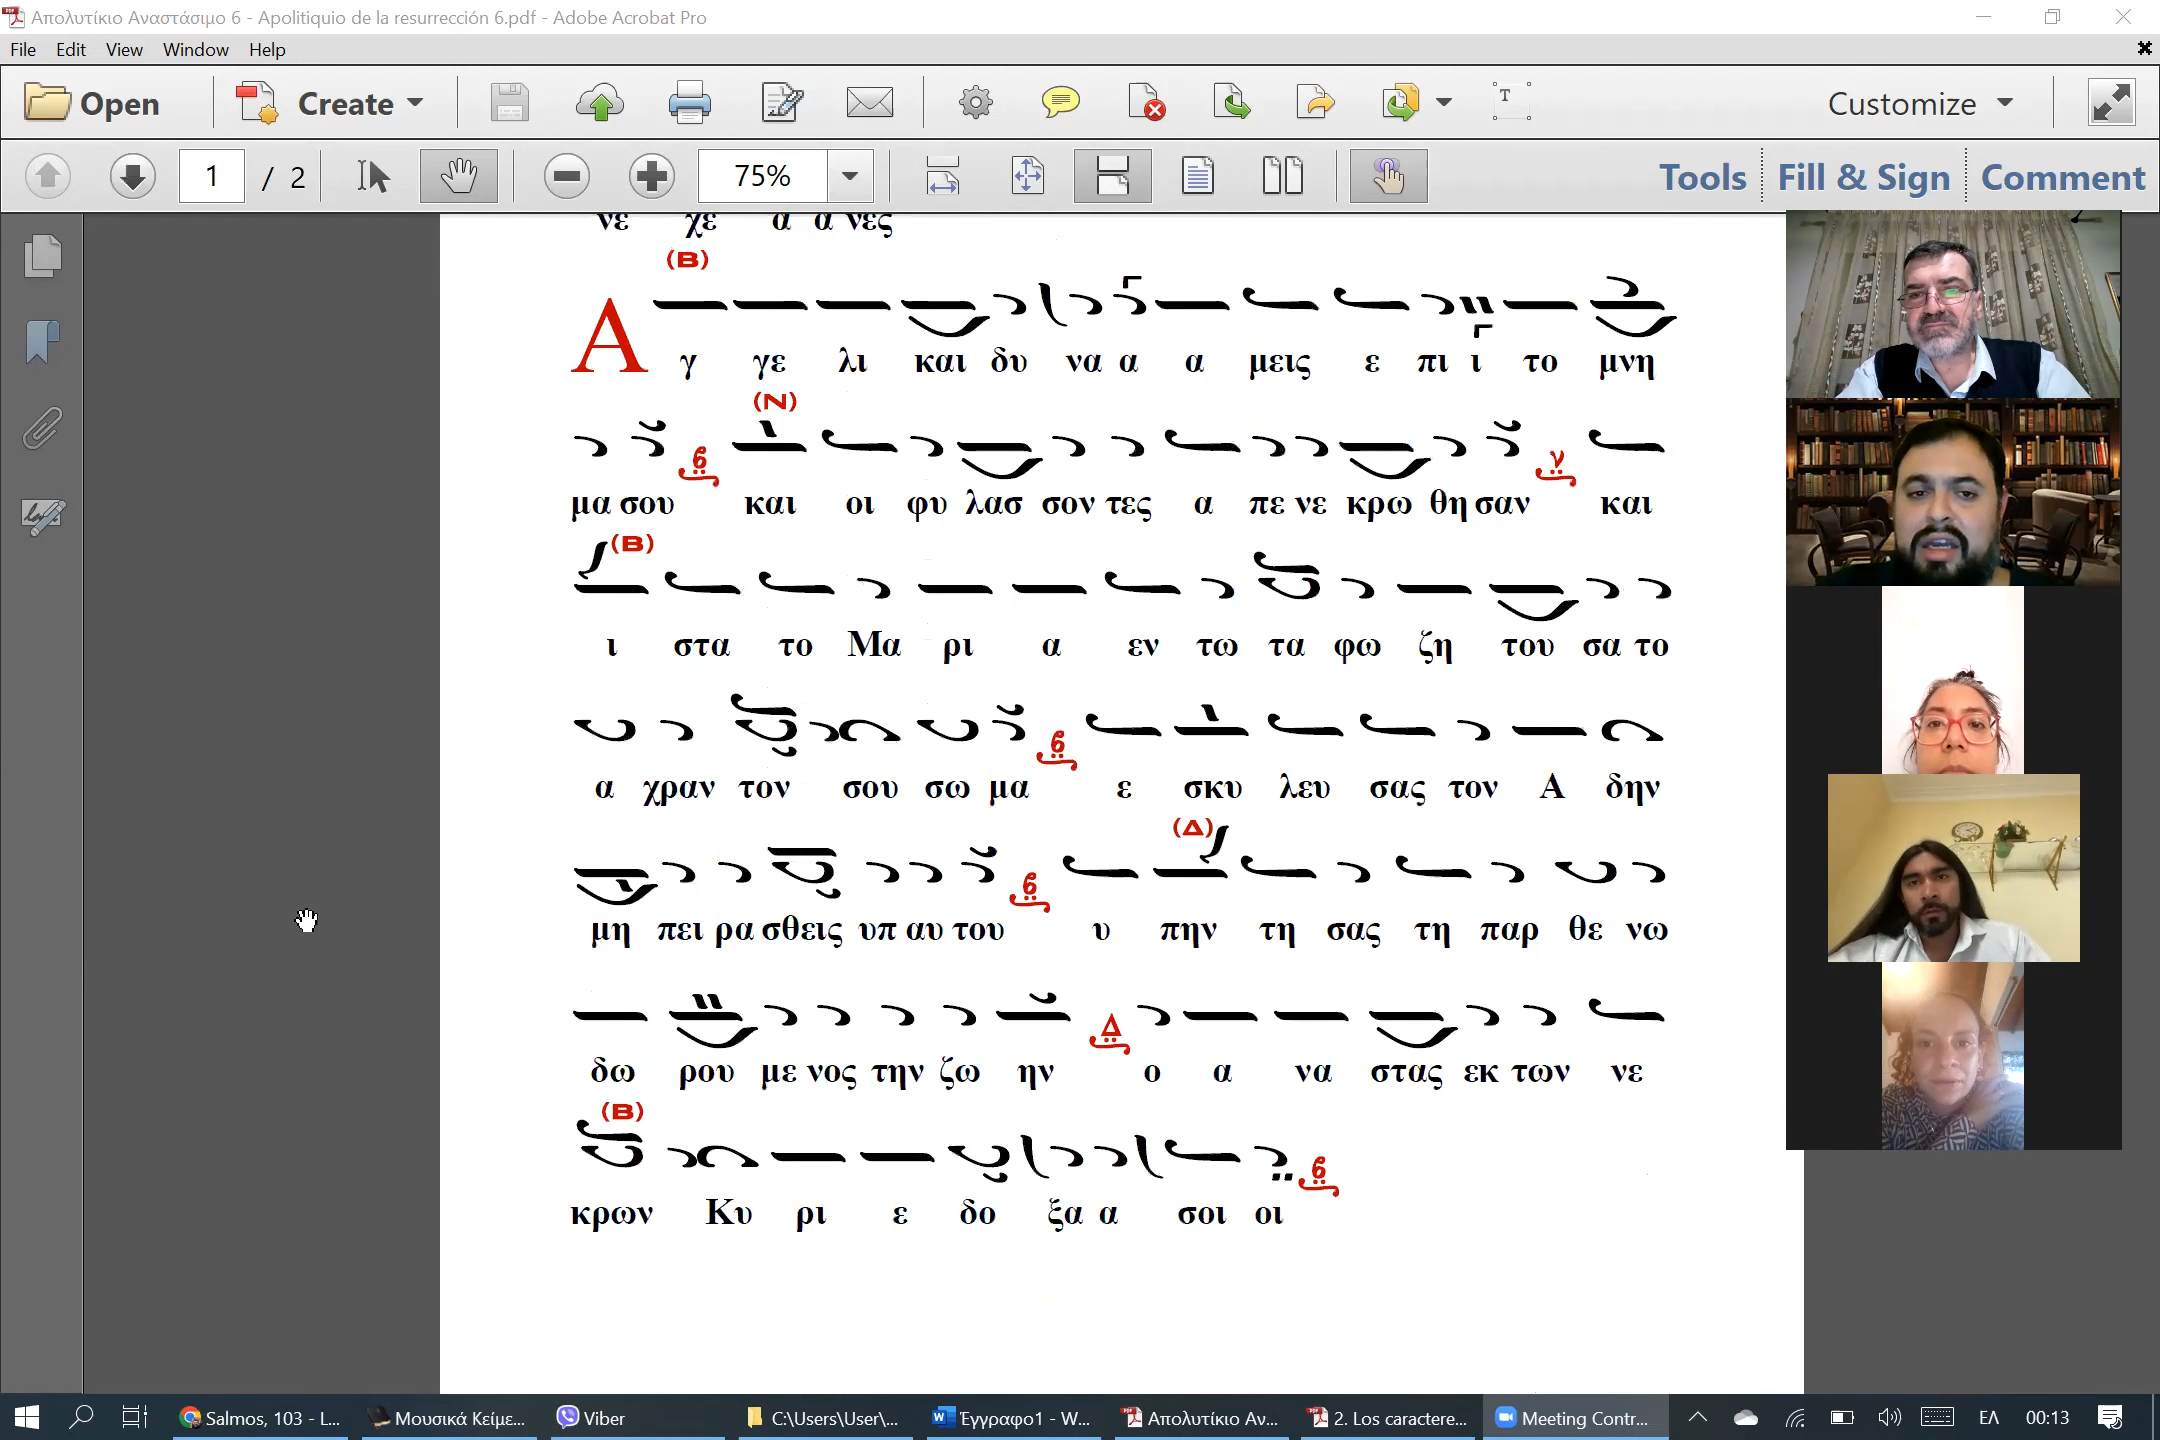 Απολυτίκιο Αναστάσιμο 6 - Apolitiquio de la resurrección 6.pdf - Adobe Acrobat Pro
File Edit View Window Help
Open Create Customize
1 / 2 75% Tools Fill & Sign Comment
νε χε α α νες
(Β)
Α γ γε λι και δυ να α α μεις ε πι ι το μνη
(Ν)
μα σου και οι φυ λασ σον τες α πε νε κρω θη σαν και
(Β)
ι στα το Μα ρι α εν τω τα φω ζη του σα το
α χραν τον σου σω μα ε σκυ λευ σας τον Α δην
(Δ)
μη πει ρα σθεις υπ αυ του υ πην τη σας τη παρ θε νω
δω ρου με νος την ζω ην Δ ο α να στας εκ των νε
(Β)
κρων Κυ ρι ε δο ξα α σοι οι
Salmos, 103 - L... Μουσικά Κείμε... Viber C:\Users\User\... Έγγραφο1 - W... Απολυτίκιο Αν... 2. Los caractere... Meeting Contr... ΕΛ 00:13